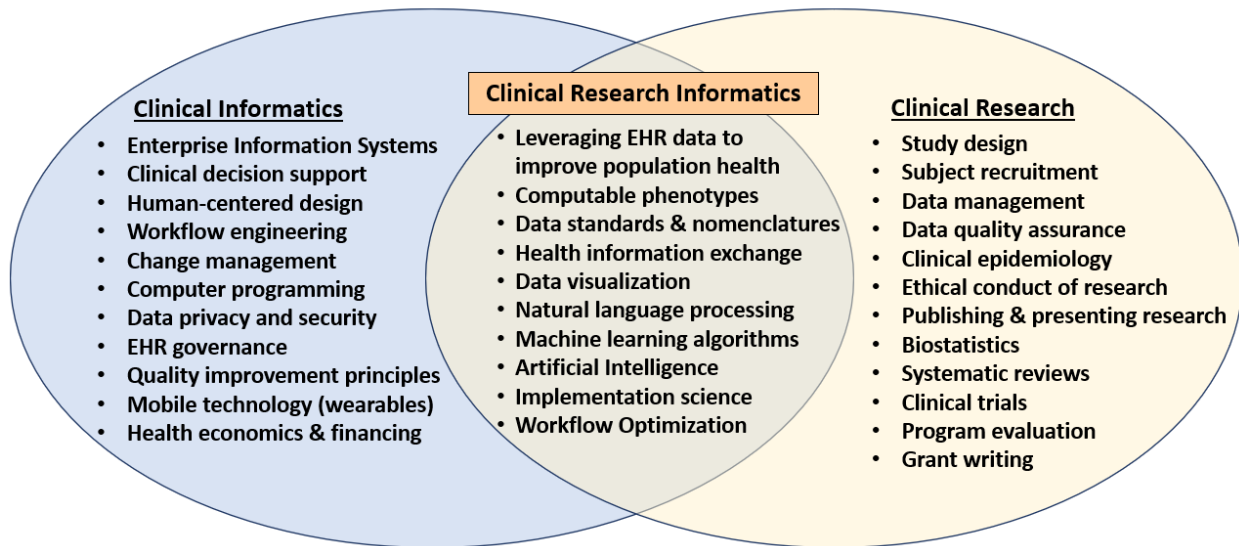 Clinical Informatics
• Enterprise Information Systems
• Clinical decision support
• Human-centered design
• Workflow engineering
• Change management
• Computer programming
• Data privacy and security
• EHR governance
• Quality improvement principles
• Mobile technology (wearables)
• Health economics & financing
Clinical Research Informatics
• Leveraging EHR data to
improve population health
• Computable phenotypes
• Data standards & nomenclatures
• Health information exchange
• Data visualization
• Natural language processing
• Machine learning algorithms
• Artificial Intelligence
• Implementation science
• Workflow Optimization
Clinical Research
• Study design
• Subject recruitment
• Data management
• Data quality assurance
• Clinical epidemiology
• Ethical conduct of research
• Publishing & presenting research
• Biostatistics
• Systematic reviews
• Clinical trials
• Program evaluation
• Grant writing